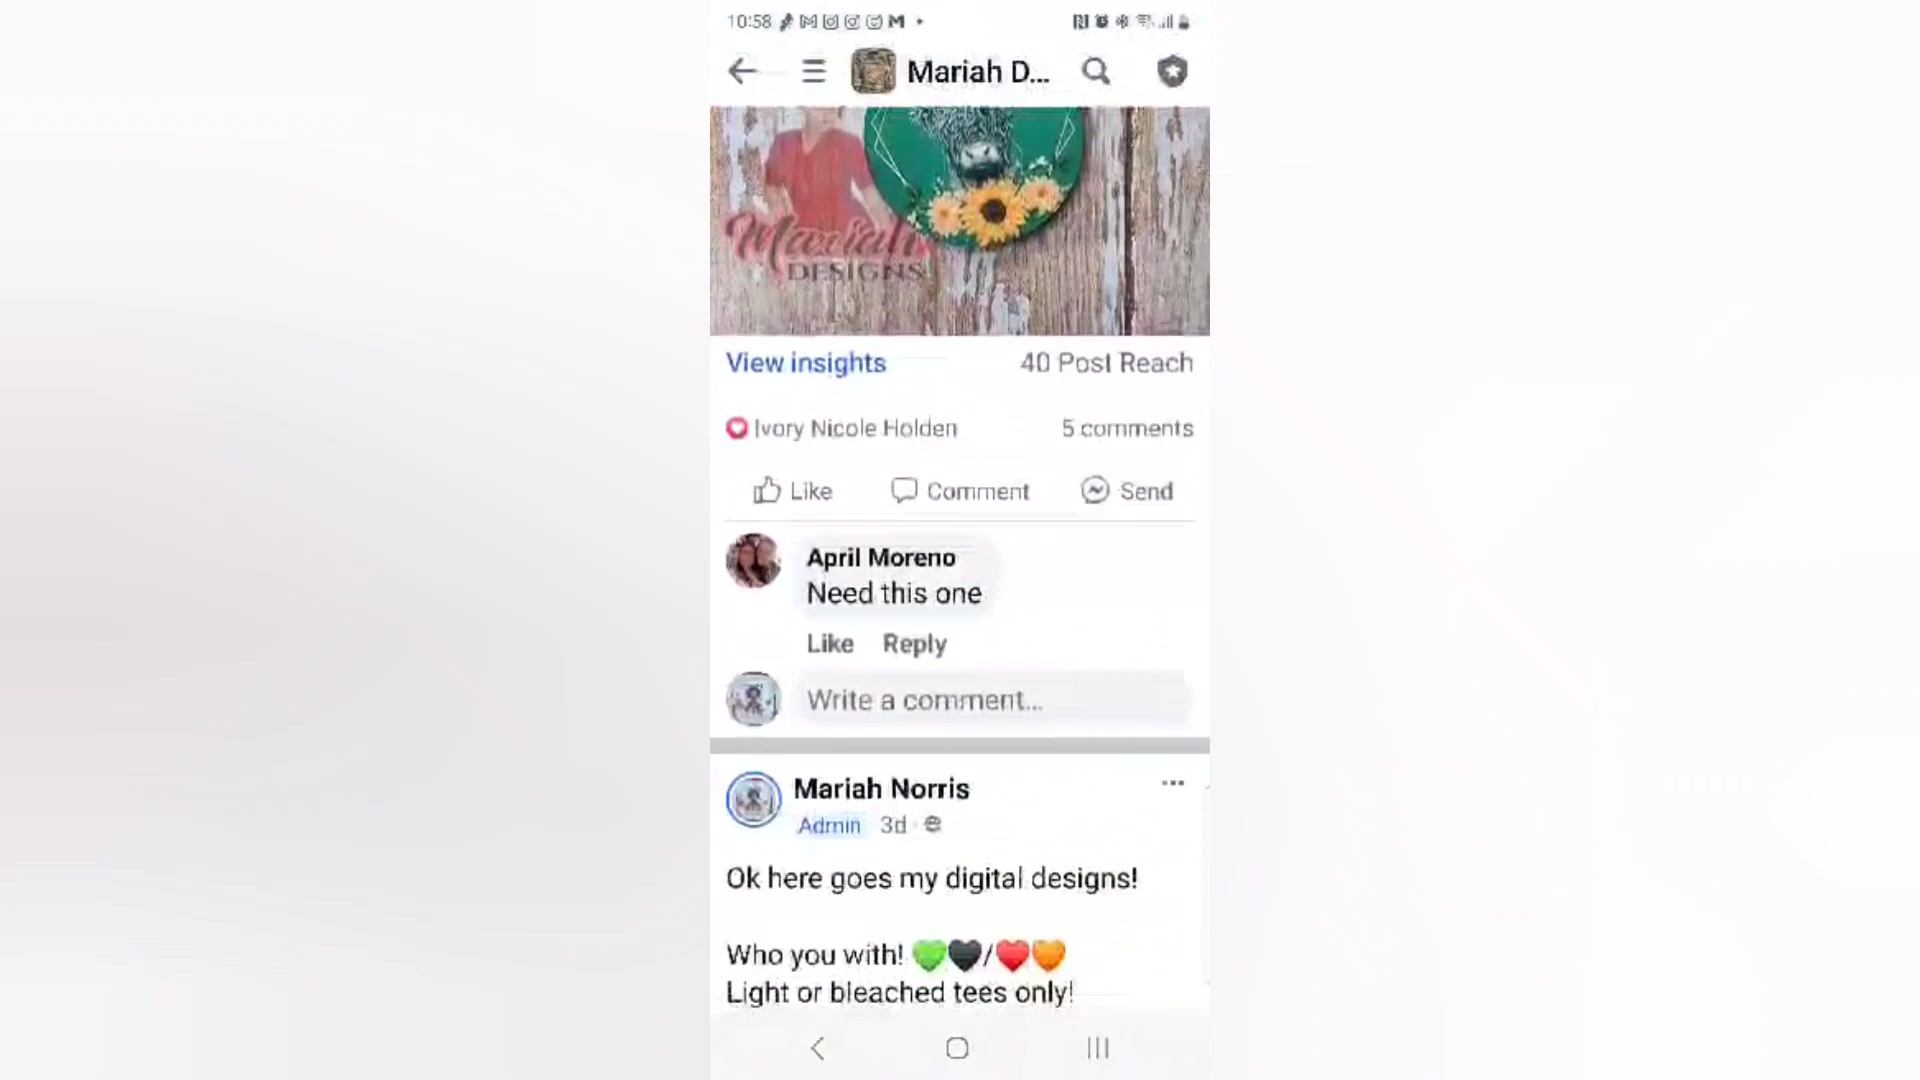 10:58
Mariah D...
Mariah
DESIGNS
View insights 40 Post Reach
Ivory Nicole Holden 5 comments
Like Comment Send
April Moreno
Need this one
Like Reply
Write a comment...
Mariah Norris
Admin 3d
Ok here goes my digital designs!
Who you with! 💚🖤/❤️🧡
Light or bleached tees only!